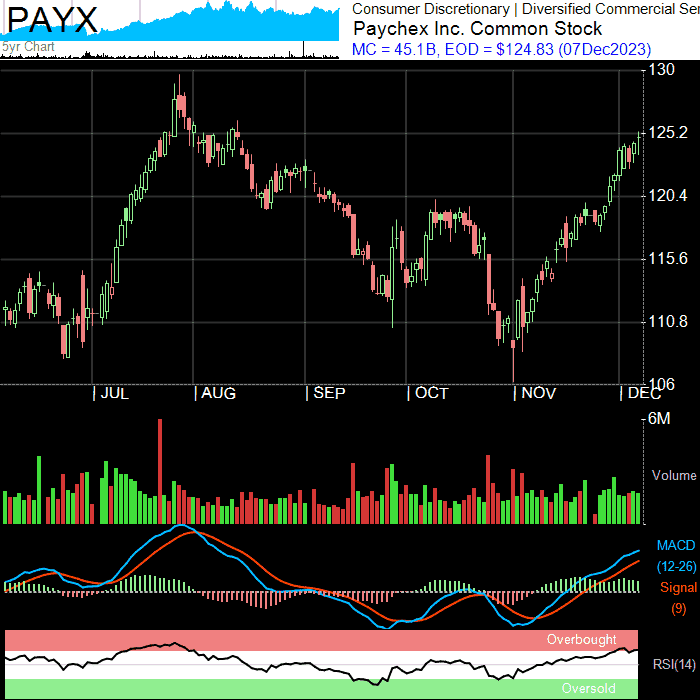 PAYX
5yr Chart
Consumer Discretionary | Diversified Commercial Ser
Paychex Inc. Common Stock
MC = 45.1B, EOD = $124.83 (07Dec2023)
130
125.2
120.4
115.6
110.8
106
JUL AUG SEP OCT NOV DEC
6M
Volume
MACD
(12-26)
Signal
(9)
Overbought
RSI(14)
Oversold